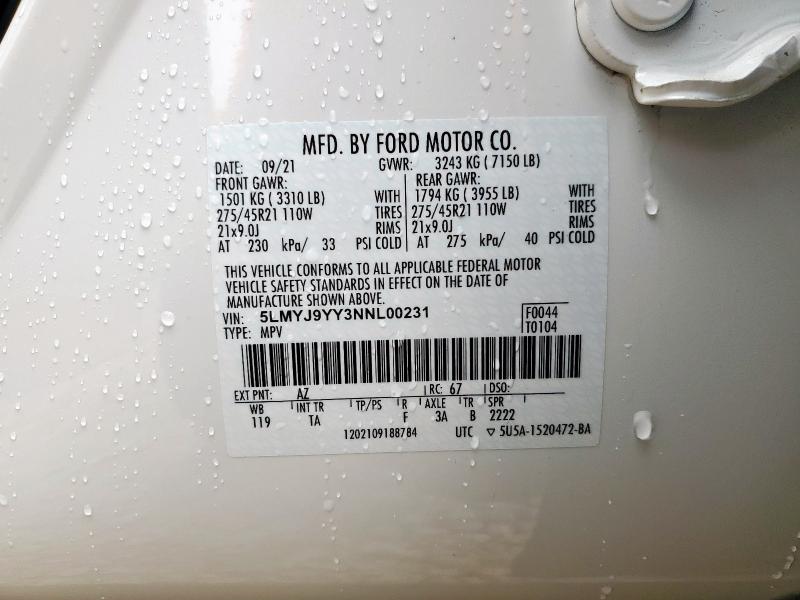 MFD. BY FORD MOTOR CO.
DATE: 09/21 GVWR: 3243 KG ( 7150 LB)
FRONT GAWR: REAR GAWR:
1501 KG ( 3310 LB) WITH 1794 KG ( 3955 LB) WITH
275/45R21 110W TIRES 275/45R21 110W TIRES
21x9.0J RIMS 21x9.0J RIMS
AT 230 kPa/ 33 PSI COLD AT 275 kPa/ 40 PSI COLD
THIS VEHICLE CONFORMS TO ALL APPLICABLE FEDERAL MOTOR
VEHICLE SAFETY STANDARDS IN EFFECT ON THE DATE OF
MANUFACTURE SHOWN ABOVE.
VIN: 5LMYJ9YY3NNL00231 F0044
TYPE: MPV T0104
EXT PNT: AZ RC: 67 DSO:
WB INT TR TP/PS R AXLE TR SPR
119 TA F 3A B 2222
1202109188784 UTC ▽ 5U5A-1520472-BA